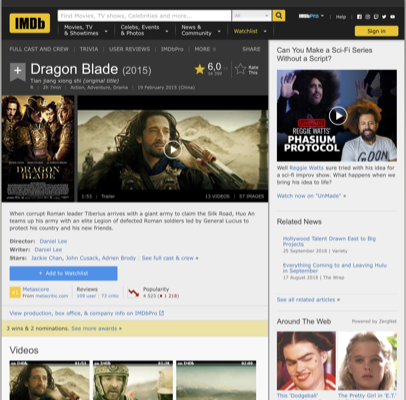 IMDb
Find Movies, TV shows, Celebrities and more...
All
Movies, TV & Showtimes
Celebs, Events & Photos
News & Community
Watchlist
IMDbPro
Help
Sign in
FULL CAST AND CREW | TRIVIA | USER REVIEWS | IMDbPro | MORE
SHARE
Dragon Blade (2015)
Tian jiang xiong shi (original title)
R | 2h 7min | Action, Adventure, Drama | 19 February 2015 (China)
6,0
Rate This
DRAGON BLADE
1:53 | Trailer
13 VIDEOS | 57 IMAGES
When corrupt Roman leader Tiberius arrives with a giant army to claim the Silk Road, Huo An
teams up his army with an elite Legion of defected Roman soldiers led by General Lucius to
protect his country and his new friends.
Director: Daniel Lee
Writer: Daniel Lee
Stars: Jackie Chan, John Cusack, Adrien Brody | See full cast & crew »
+ Add to Watchlist
Metascore
From metacritic.com
Reviews
109 user | 73 critic
Popularity
4 523 ( 1 218)
View production, box office, & company info on IMDbPro
3 wins & 2 nominations. See more awards »
Videos
Can You Make a Sci-Fi Series
Without a Script?
REGGIE WATTS'
PHASIUM
PROTOCOL
Well Reggie Watts sure tried with his idea
for a sci-fi improv show. What happens when we
bring his idea to life?
Watch now on "UnMade" »
Related News
Hollywood Talent Drawn East to Big
Projects
20 September 2018 | Variety
Everything Coming to and Leaving Hulu
in September
17 August 2018 | The Wrap
See all related articles »
Around The Web
Powered by ZergNet
This 'Dodgeball'
The Pretty Girl in 'E.T.'